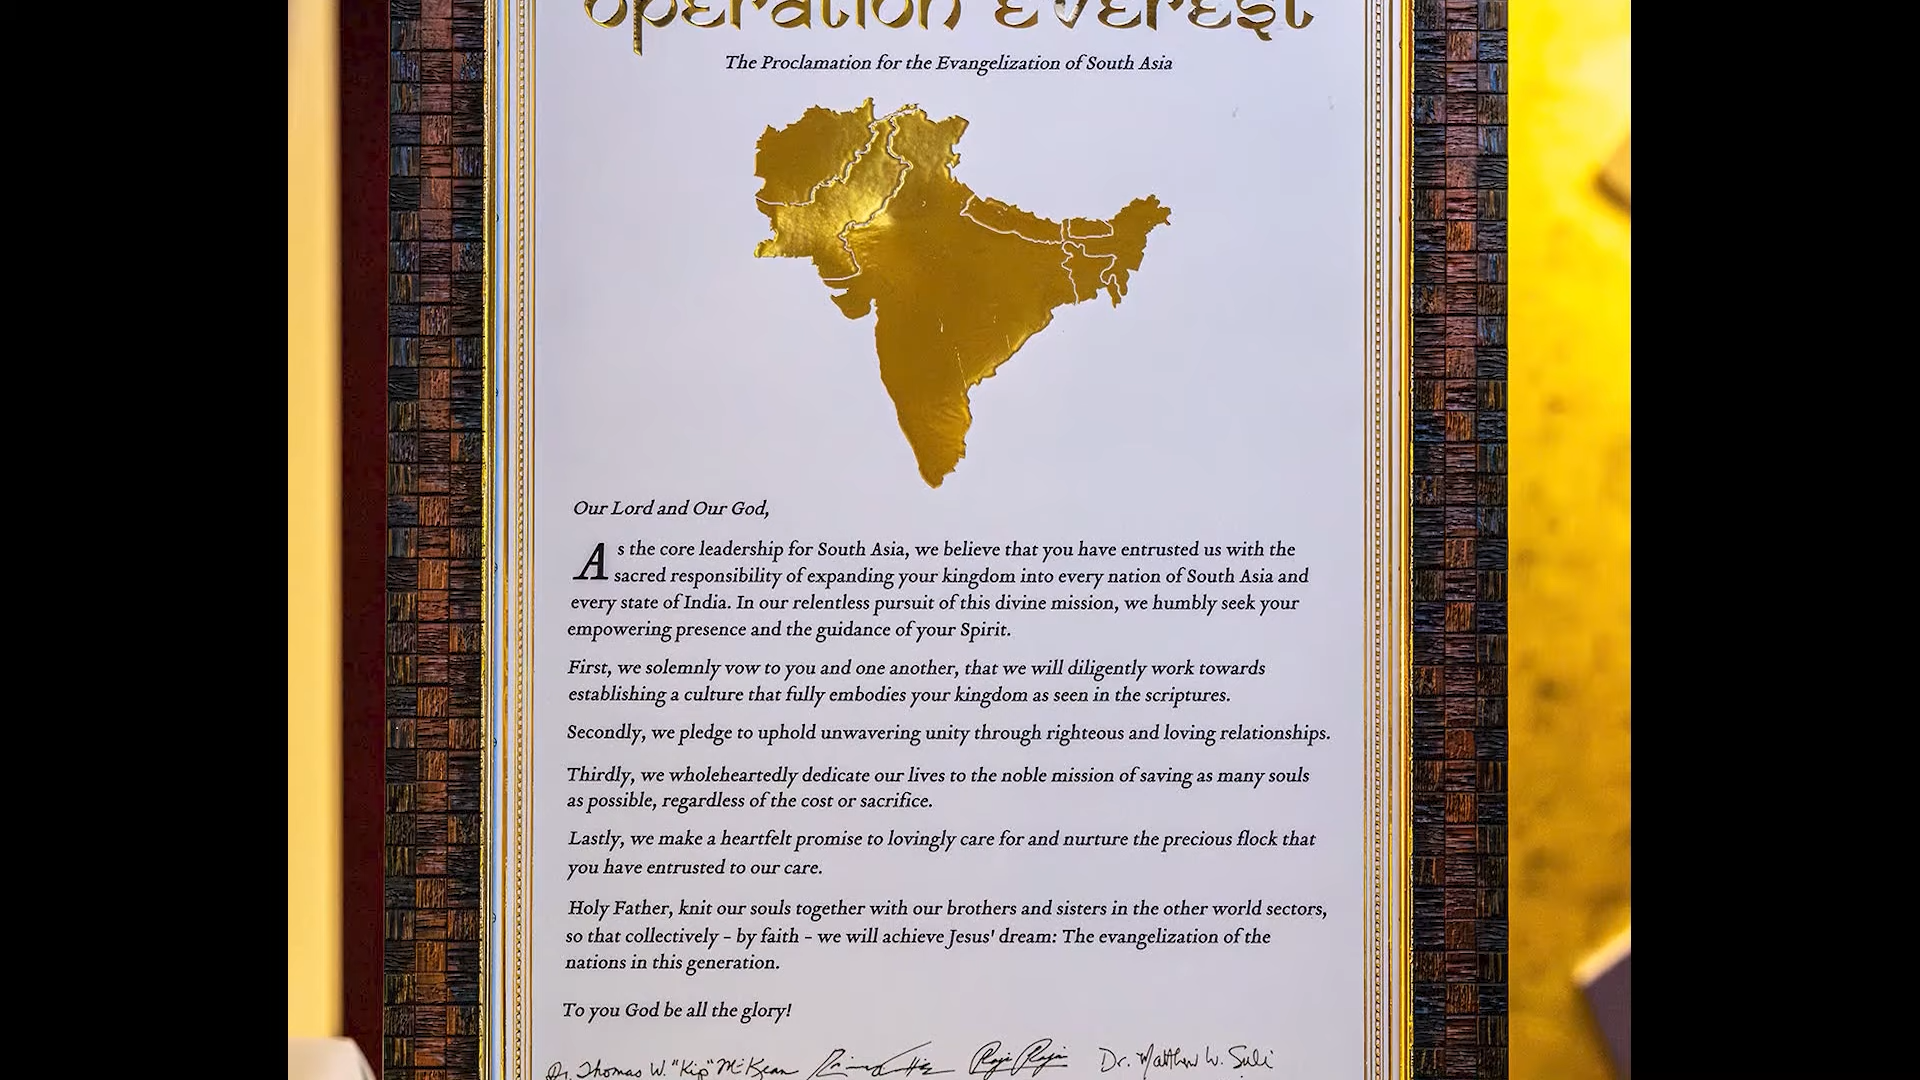 operation everest
The Proclamation for the Evangelization of South Asia
Our Lord and Our God,
As the core leadership for South Asia, we believe that you have entrusted us with the
sacred responsibility of expanding your kingdom into every nation of South Asia and
every state of India. In our relentless pursuit of this divine mission, we humbly seek your
empowering presence and the guidance of your Spirit.
First, we solemnly vow to you and one another, that we will diligently work towards
establishing a culture that fully embodies your kingdom as seen in the scriptures.
Secondly, we pledge to uphold unwavering unity through righteous and loving relationships.
Thirdly, we wholeheartedly dedicate our lives to the noble mission of saving as many souls
as possible, regardless of the cost or sacrifice.
Lastly, we make a heartfelt promise to lovingly care for and nurture the precious flock that
you have entrusted to our care.
Holy Father, knit our souls together with our brothers and sisters in the other world sectors,
so that collectively – by faith – we will achieve Jesus' dream: The evangelization of the
nations in this generation.
To you God be all the glory!
Dr. Thomas W. "Kip" McKean Raja Rajan Dr. Matthew W. Sulli